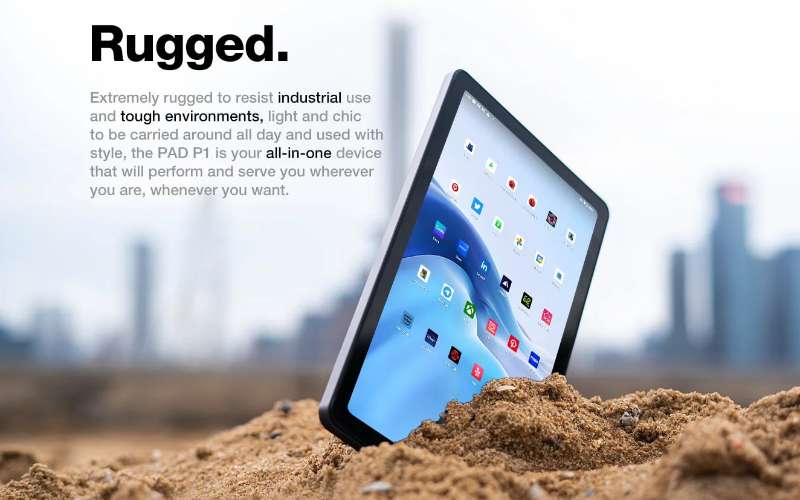 Rugged.
Extremely rugged to resist industrial use
and tough environments, light and chic
to be carried around all day and used with
style, the PAD P1 is your all-in-one device
that will perform and serve you wherever
you are, whenever you want.